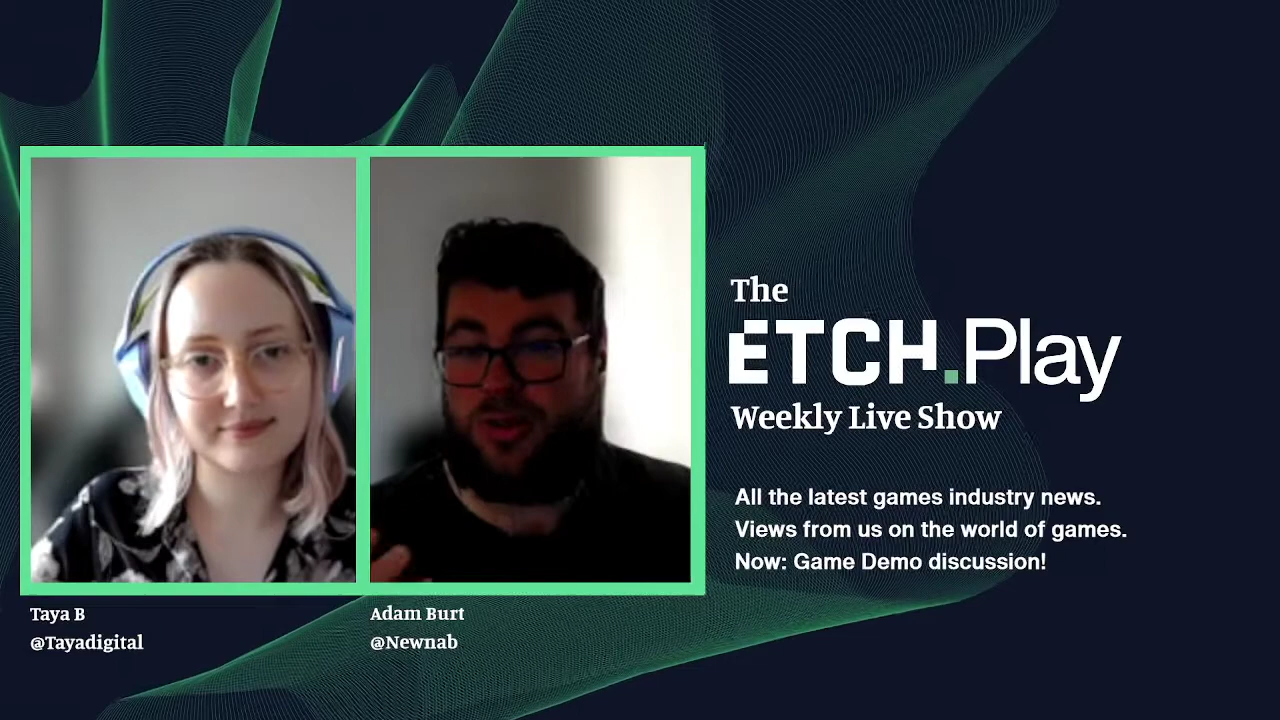 The
ETCH.Play
Weekly Live Show
All the latest games industry news.
Views from us on the world of games.
Now: Game Demo discussion!
Taya B
@Tayadigital
Adam Burt
@Newnab